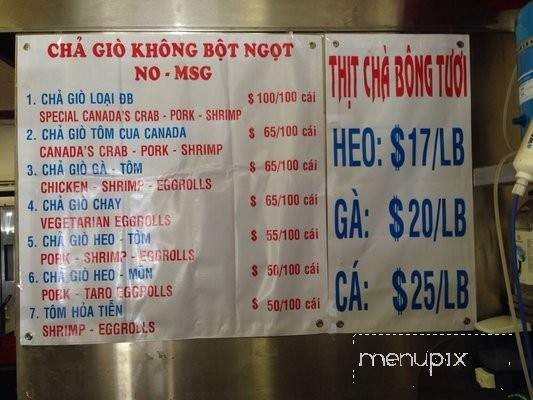 CHẢ GIÒ KHÔNG BỘT NGỌT
NO - MSG
1. CHẢ GIÒ LOẠI ĐB $100/100 cái
SPECIAL CANADA'S CRAB - PORK - SHRIMP
2. CHẢ GIÒ TÔM CUA CANADA $ 65/100 cái
CANADA'S CRAB - PORK - SHRIMP
3. CHẢ GIÒ GÀ - TÔM $ 65/100 cái
CHICKEN - SHRIMP - EGGROLLS
4. CHẢ GIÒ CHAY $ 65/100 cái
VEGETARIAN EGGROLLS
5. CHẢ GIÒ HEO - TÔM $ 55/100 cái
PORK - SHRIMP - EGGROLLS
6. CHẢ GIÒ HEO - MÔN $ 50/100 cái
PORK - TARO EGGROLLS
7. TÔM HỎA TIỄN $ 50/100 cái
SHRIMP - EGGROLLS
THỊT CHÀ BÔNG TƯƠI
HEO: $17/LB
GÀ: $20/LB
CÁ: $25/LB
menupix